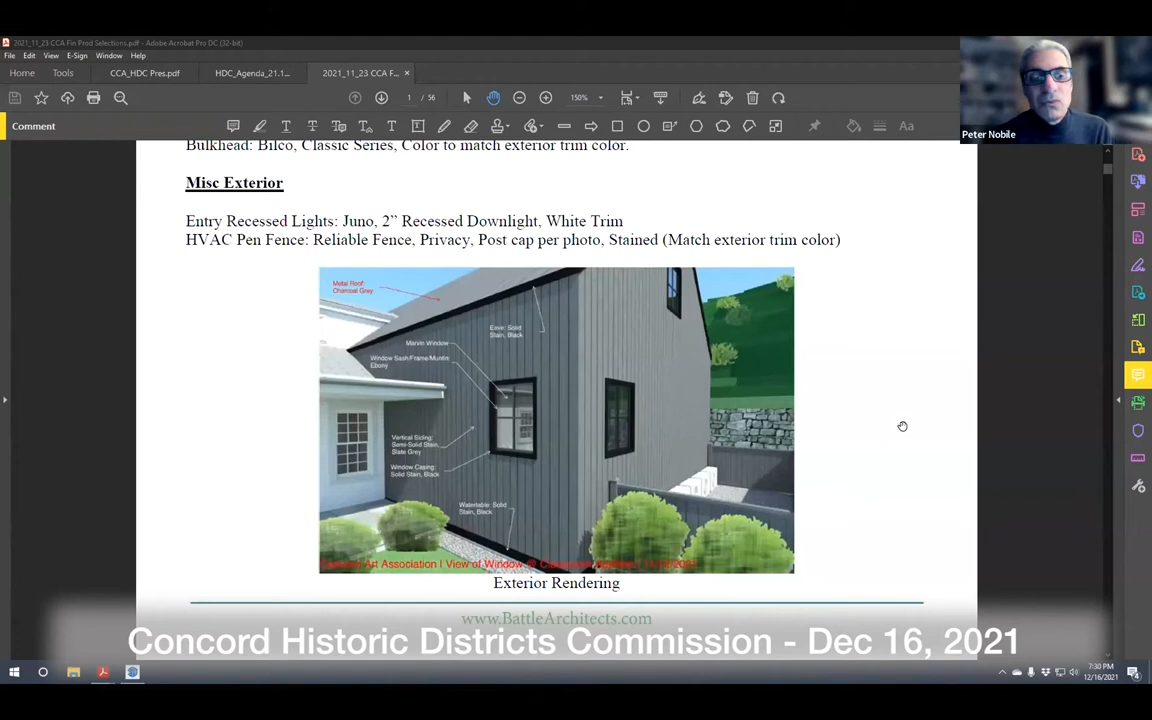 2021_11_23 CCA Fin Prod Selections.pdf - Adobe Acrobat Pro DC (32-bit)
File Edit View E-Sign Window Help
Home Tools CCA_HDC Pres.pdf HDC_Agenda_21.1... 2021_11_23 CCA F... ×
1 / 56 150%
Comment
Aa
Peter Nobile
Bulkhead: Bilco, Classic Series, Color to match exterior trim color.
Misc Exterior
Entry Recessed Lights: Juno, 2” Recessed Downlight, White Trim
HVAC Pen Fence: Reliable Fence, Privacy, Post cap per photo, Stained (Match exterior trim color)
Metal Roof:
Charcoal Grey
Eave: Solid
Stain, Black
Marvin Window
Window Sash/Frame/Muntin:
Ebony
Vertical Siding:
Semi-Solid Stain,
Slate Grey
Window Casing:
Solid Stain, Black
Watertable: Solid
Stain, Black
Art Association | View of Window @
Exterior Rendering
www.BattleArchitects.com
Concord Historic Districts Commission - Dec 16, 2021
7:30 PM
12/16/2021